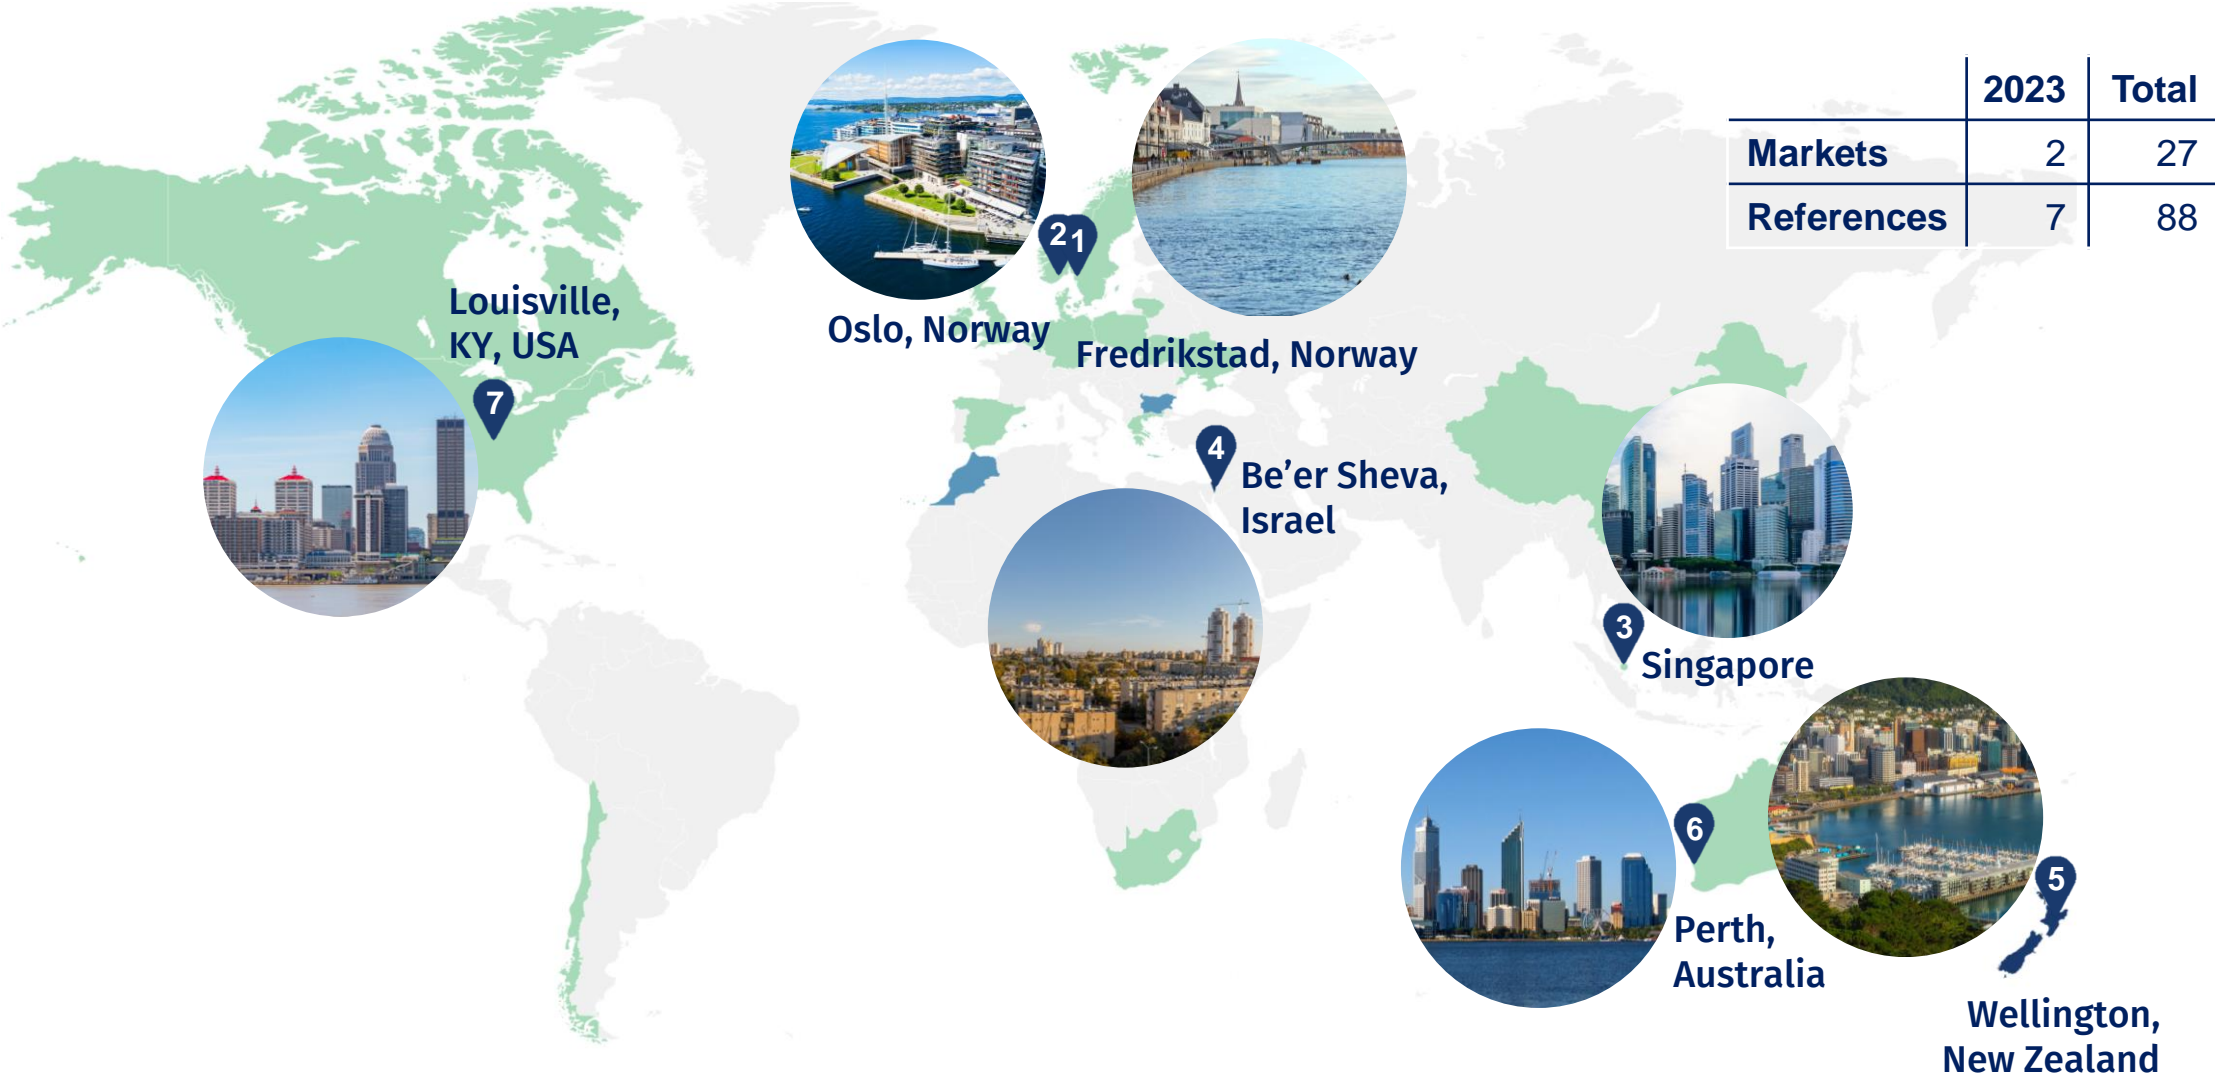 2023 Total
Markets 2 27
References 7 88
2 1
Oslo, Norway
Fredrikstad, Norway
Louisville,
KY, USA
7
4
Be’er Sheva,
Israel
3
Singapore
6
Perth,
Australia
5
Wellington,
New Zealand